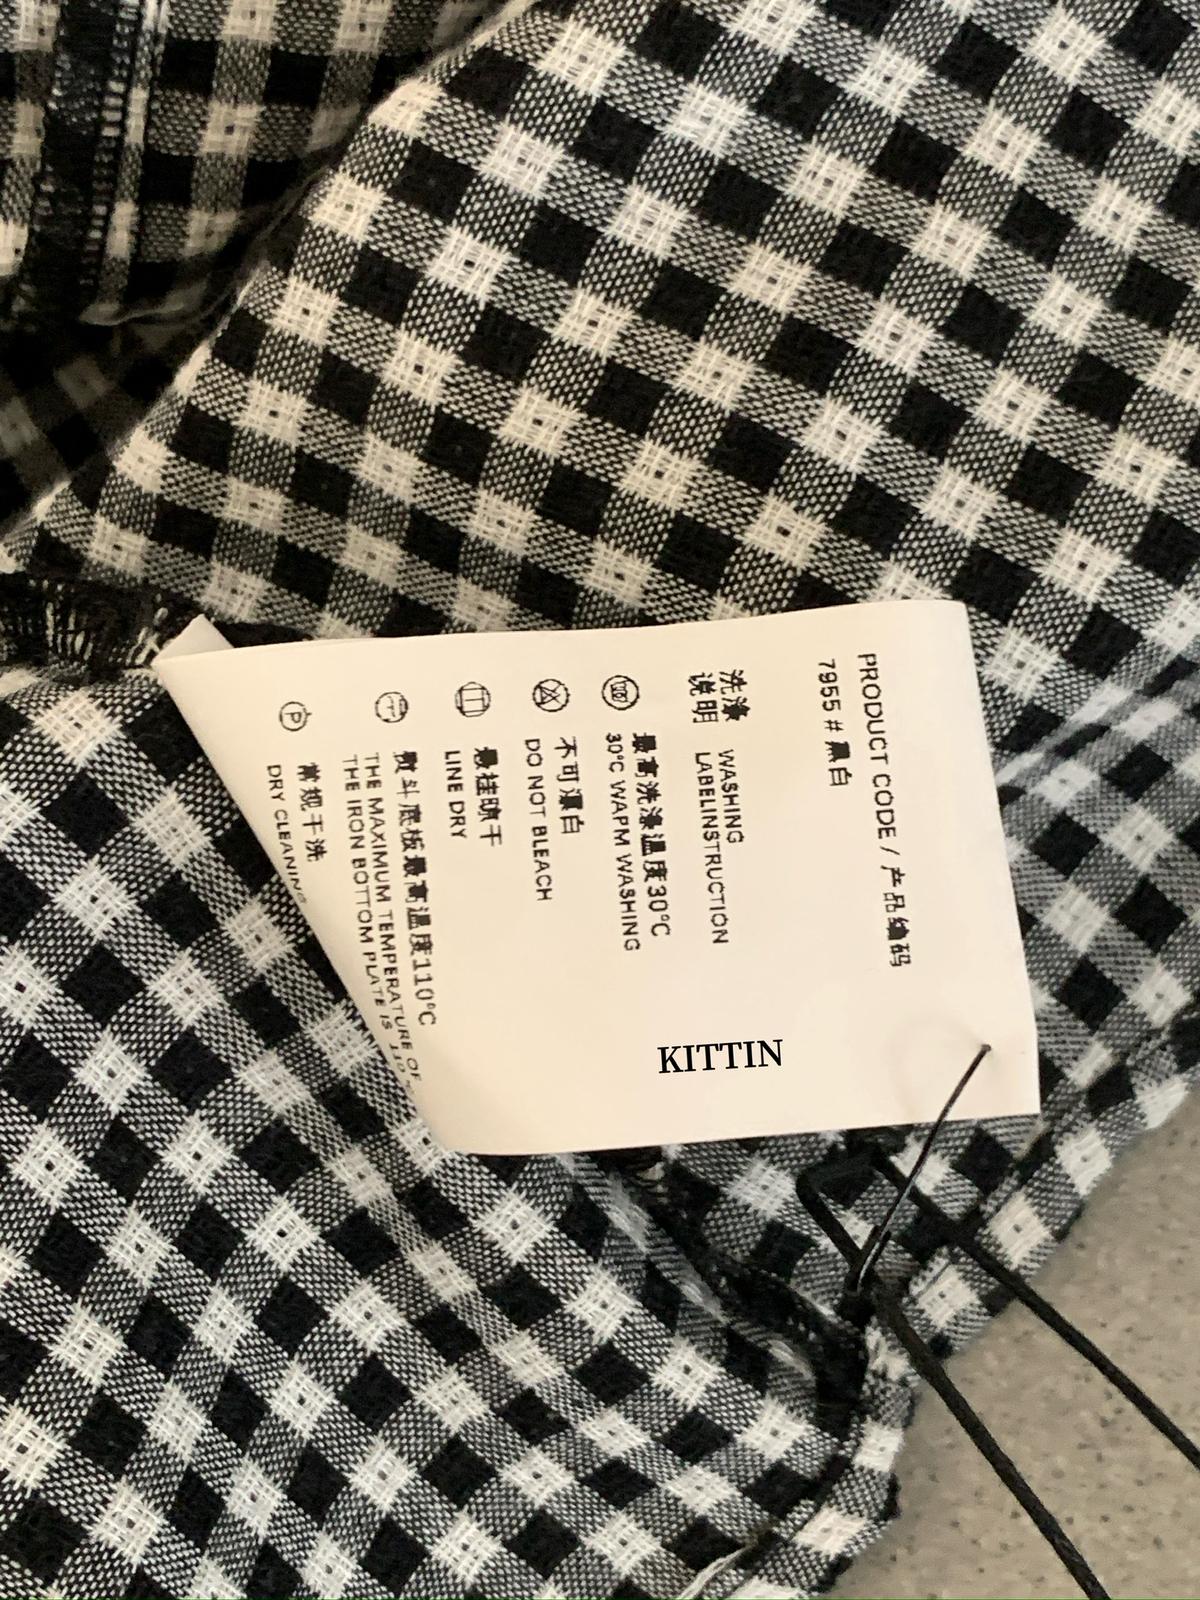 PRODUCT CODE / 产品编码
7955 # 黑白
洗涤 WASHING
说明 LABELINSTRUCTION
最高洗涤温度30℃
30℃ WAPM WASHING
不可漂白
DO NOT BLEACH
悬挂晾干
LINE DRY
熨斗底板最高温度110℃
THE MAXIMUM TEMPERATURE OF
THE IRON BOTTOM PLATE IS 110
P 常规干洗
DRY CLEANING
KITTIN